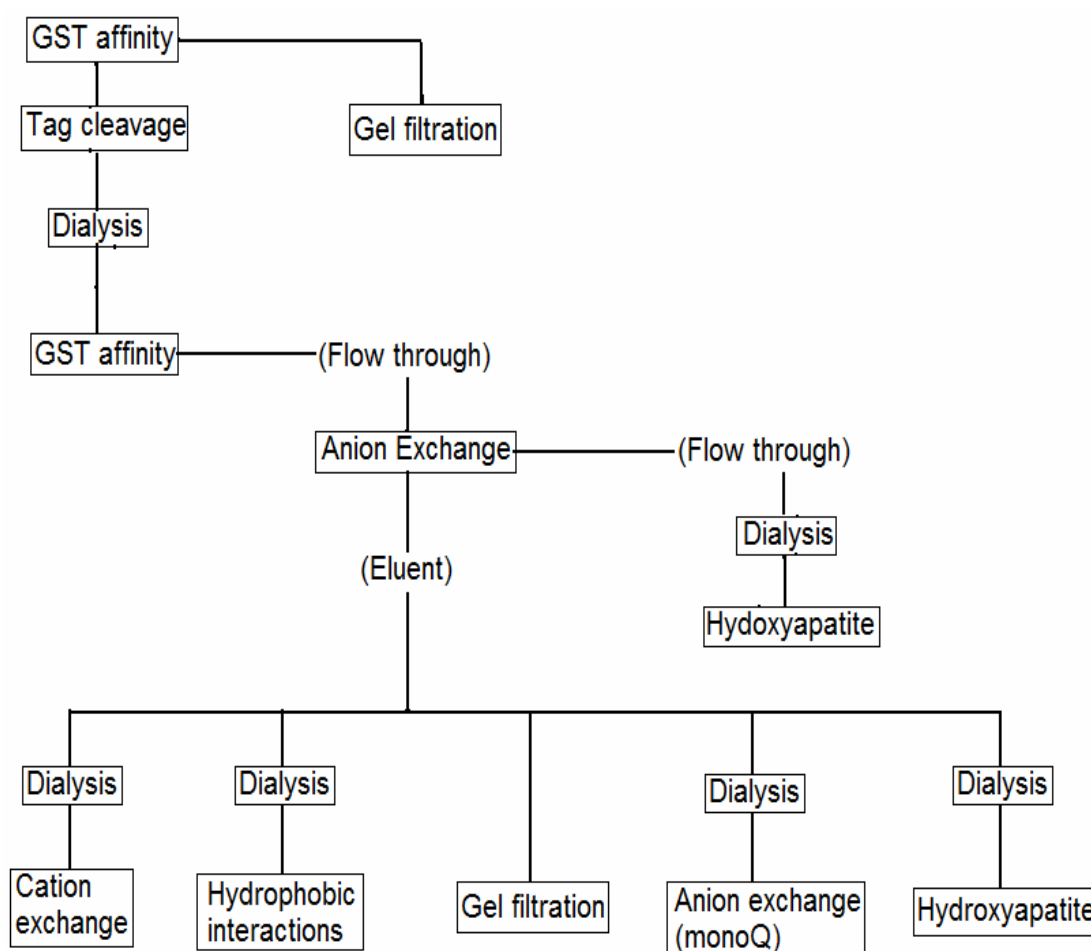 GST affinity
Tag cleavage
Gel filtration
Dialysis
GST affinity
(Flow through)
Anion Exchange
(Flow through)
Dialysis
(Eluent)
Hydoxyapatite
Dialysis
Dialysis
Dialysis
Dialysis
Cation
exchange
Hydrophobic
interactions
Gel filtration
Anion exchange
(monoQ)
Hydroxyapatite